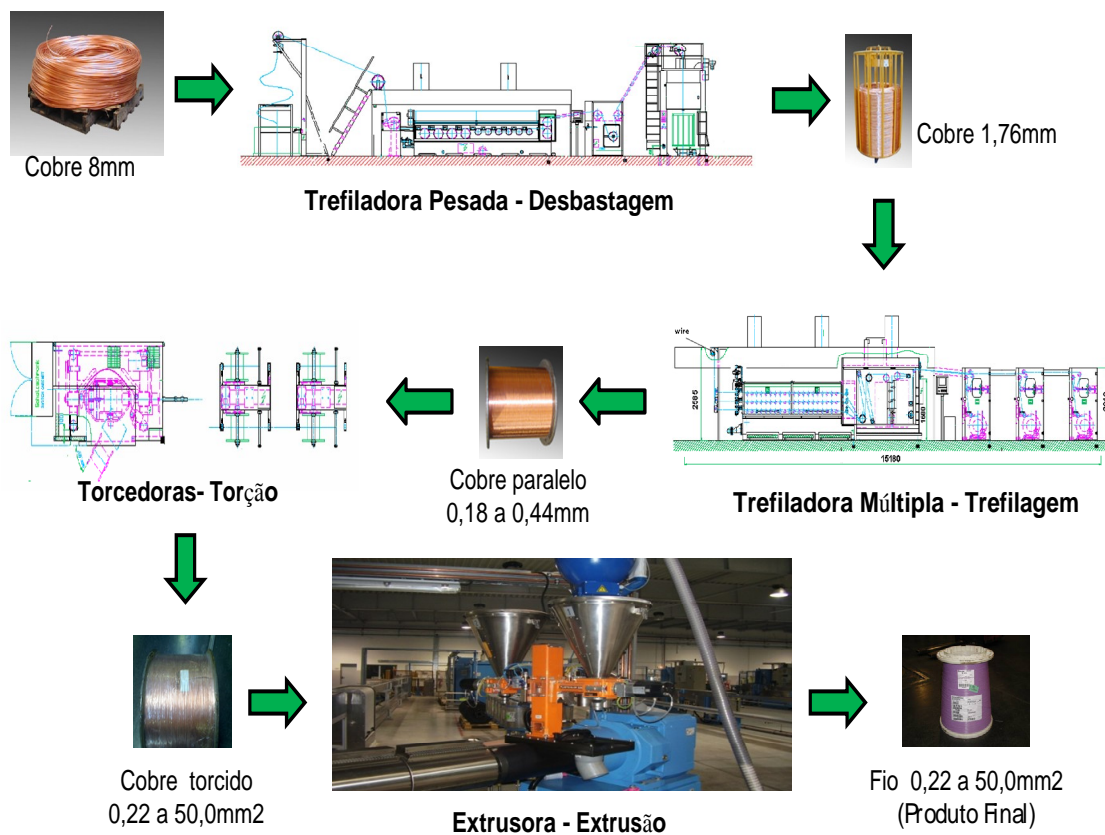 Cobre 8mm
Trefiladora Pesada - Desbastagem
Cobre 1,76mm
wire
2585
1560
15180
Trefiladora Múltipla - Trefilagem
Cobre paralelo
0,18 a 0,44mm
Torcedoras- Torção
Cobre torcido
0,22 a 50,0mm2
Extrusora - Extrusão
Fio 0,22 a 50,0mm2
(Produto Final)